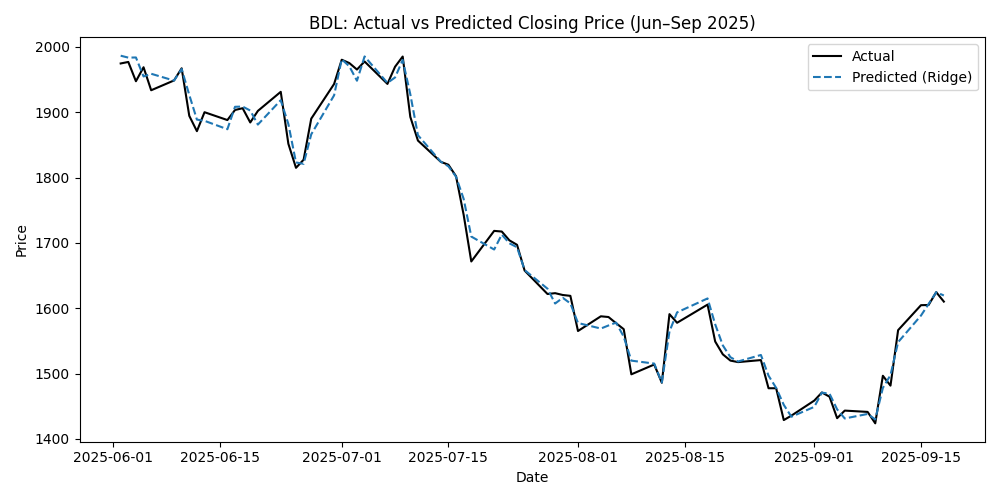 BDL: Actual vs Predicted Closing Price (Jun–Sep 2025)
Actual
Predicted (Ridge)
Price
2000
1900
1800
1700
1600
1500
1400
2025-06-01 2025-06-15 2025-07-01 2025-07-15 2025-08-01 2025-08-15 2025-09-01 2025-09-15
Date